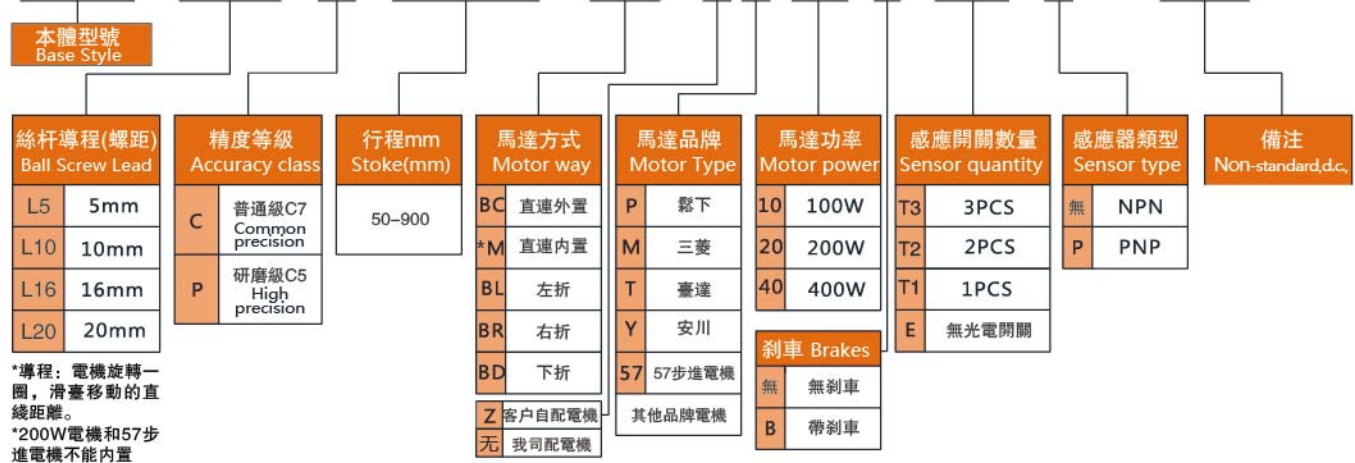 本體型號
Base Style
絲杆導程(螺距)
Ball Screw Lead
L5 5mm
L10 10mm
L16 16mm
L20 20mm
*導程：電機旋轉一
圈，滑臺移動的直
綫距離。
*200W電機和57步
進電機不能内置
精度等級
Accuracy class
C 普通級C7
Common
precision
P 研磨級C5
High
precision
行程mm
Stoke(mm)
50-900
馬達方式
Motor way
BC 直連外置
*M 直連内置
BL 左折
BR 右折
BD 下折
Z 客户自配電機
无 我司配電機
馬達品牌
Motor Type
P 鬆下
M 三菱
T 臺達
Y 安川
57 57步進電機
其他品牌電機
馬達功率
Motor power
10 100W
20 200W
40 400W
刹車 Brakes
無 無刹車
B 帶刹車
感應開關數量
Sensor quantity
T3 3PCS
T2 2PCS
T1 1PCS
E 無光電開關
感應器類型
Sensor type
無 NPN
P PNP
備注
Non-standard,d.c.,